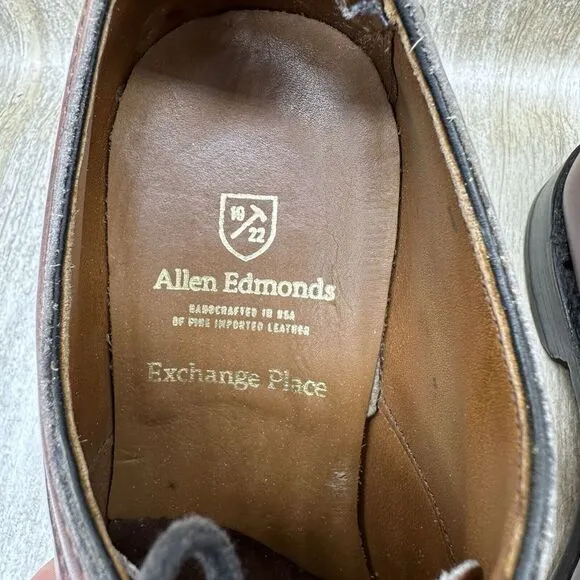 19
22
Allen Edmonds
HANDCRAFTED IN USA
OF FINE IMPORTED LEATHER
Exchange Place